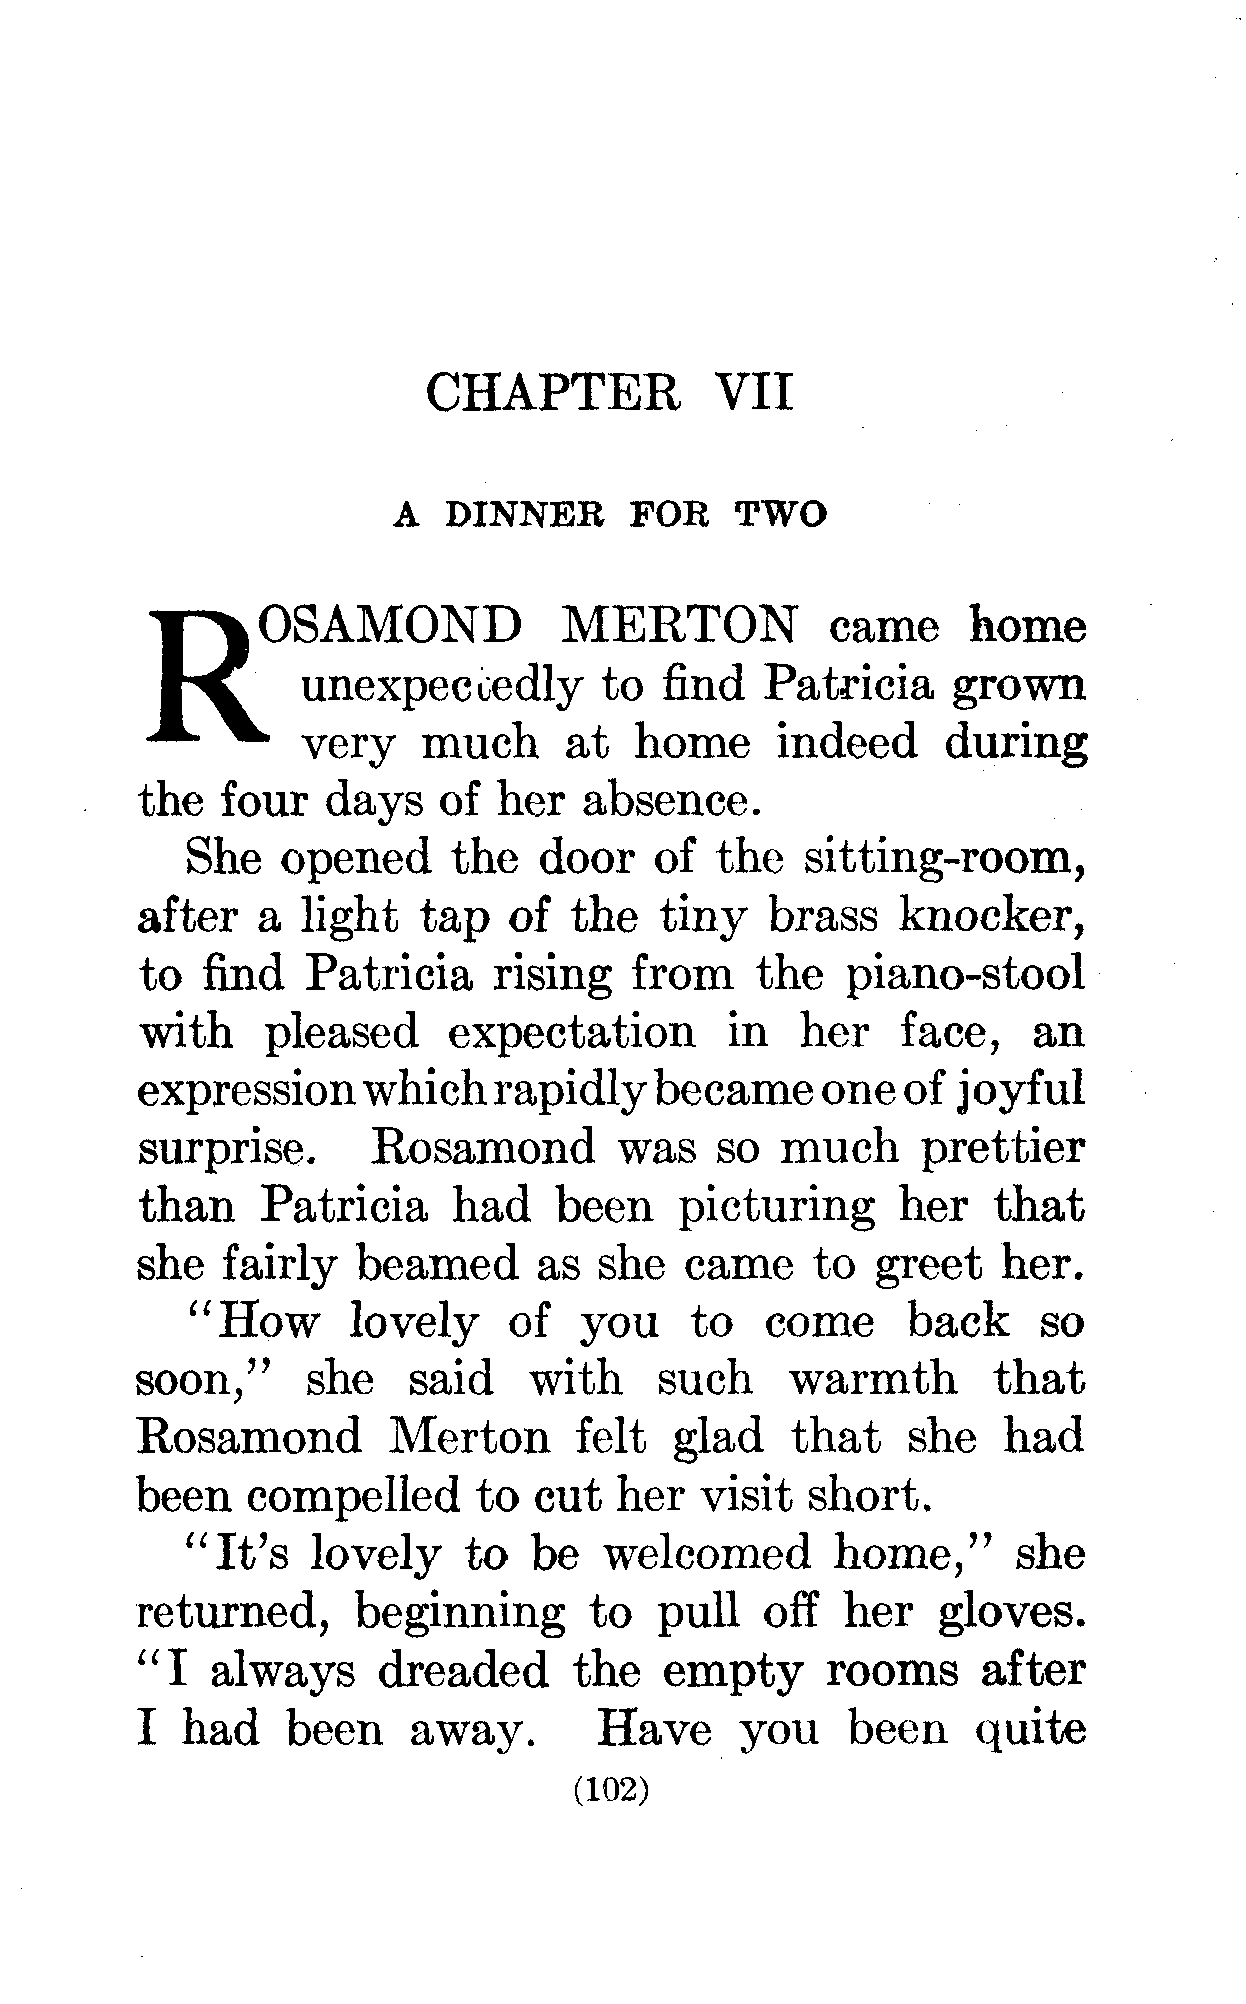 CHAPTER VII
A DINNER FOR TWO
ROSAMOND MERTON came home
unexpectedly to find Patricia grown
very much at home indeed during
the four days of her absence.
She opened the door of the sitting-room,
after a light tap of the tiny brass knocker,
to find Patricia rising from the piano-stool
with pleased expectation in her face, an
expression which rapidly became one of joyful
surprise. Rosamond was so much prettier
than Patricia had been picturing her that
she fairly beamed as she came to greet her.
"How lovely of you to come back so
soon," she said with such warmth that
Rosamond Merton felt glad that she had
been compelled to cut her visit short.
"It's lovely to be welcomed home," she
returned, beginning to pull off her gloves.
"I always dreaded the empty rooms after
I had been away. Have you been quite
(102)